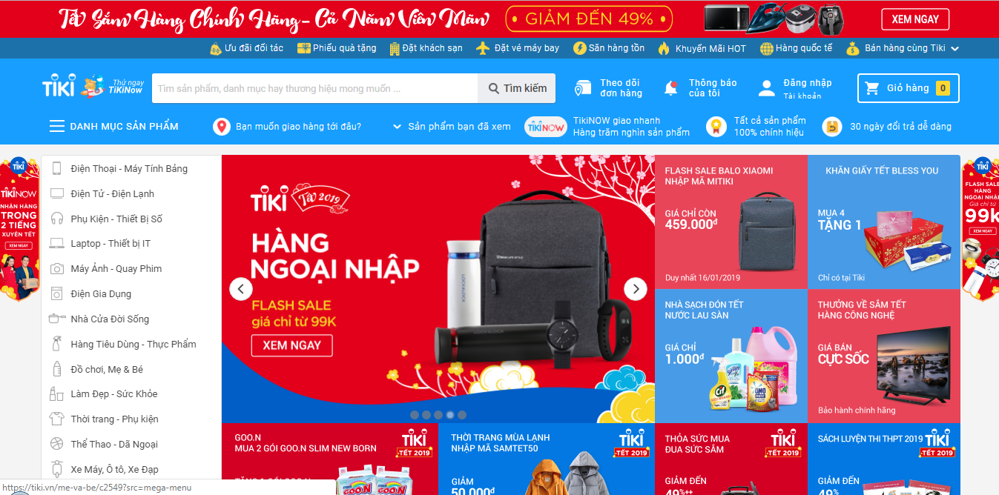 Tết Sắm Hàng Chính Hãng - Cả Năm Viên Mãn
• GIẢM ĐẾN 49% •
XEM NGAY
Ưu đãi đối tác
Phiếu quà tặng
Đặt khách sạn
Đặt vé máy bay
Săn hàng tồn
Khuyến Mãi HOT
Hàng quốc tế
Bán hàng cùng Tiki
TIKI
Thử ngay
TiKiNow
Tìm sản phẩm, danh mục hay thương hiệu mong muốn ...
Tìm kiếm
Theo dõi
đơn hàng
Thông báo
của tôi
Đăng nhập
Tài khoản
Giỏ hàng
0
DANH MỤC SẢN PHẨM
Bạn muốn giao hàng tới đâu?
Sản phẩm bạn đã xem
TIKINOW
TikiNOW giao nhanh
Hàng trăm nghìn sản phẩm
Tất cả sản phẩm
100% chính hiệu
30 ngày đổi trả dễ dàng
TIKI
TIKINOW
NHẬN HÀNG
TRONG
2 TIẾNG
XUYÊN TẾT
XEM NGAY
Điện Thoại - Máy Tính Bảng
Điện Tử - Điện Lạnh
Phụ Kiện - Thiết Bị Số
Laptop - Thiết bị IT
Máy Ảnh - Quay Phim
Điện Gia Dụng
Nhà Cửa Đời Sống
Hàng Tiêu Dùng - Thực Phẩm
Đồ chơi, Mẹ & Bé
Làm Đẹp - Sức Khỏe
Thời trang - Phụ kiện
Thể Thao - Dã Ngoại
Xe Máy, Ô tô, Xe Đạp
TIKI Tết 2019
HÀNG
NGOẠI NHẬP
FLASH SALE
giá chỉ từ 99K
XEM NGAY
LOCK&LOCK
LOCK&LOCK
FLASH SALE BALO XIAOMI
NHẬP MÃ MITIKI
GIÁ CHỈ CÒN
459.000đ
Duy nhất 16/01/2019
KHĂN GIẤY TẾT BLESS YOU
MUA 4
TẶNG 1
Chỉ có tại Tiki
NHÀ SẠCH ĐÓN TẾT
NƯỚC LAU SÀN
GIÁ CHỈ
1.000đ
Cif
OMO
THƯỞNG VỀ SẮM TẾT
HÀNG CÔNG NGHỆ
GIÁ BÁN
CỰC SỐC
Bảo hành chính hãng
TIKI
FLASH SALE
HÀNG
NGOẠI NHẬP
Giá chỉ từ
99k
XEM NGAY
GOO.N
MUA 2 GÓI GOO.N SLIM NEW BORN
TIKI
TẾT 2019
GOO.N
GOO.N
THỜI TRANG MÙA LẠNH
NHẬP MÃ SAMTET50
GIẢM
50.000đ
TIKI
TẾT 2019
THỎA SỨC MUA
ĐUA SỨC SẮM
GIẢM ĐẾN
49%++
TIKI
TẾT 2019
SÁCH LUYỆN THI THPT 2019
GIẢM ĐẾN
49%
TIKI
TẾT 2019
https://tiki.vn/me-va-be/c2549?src=mega-menu